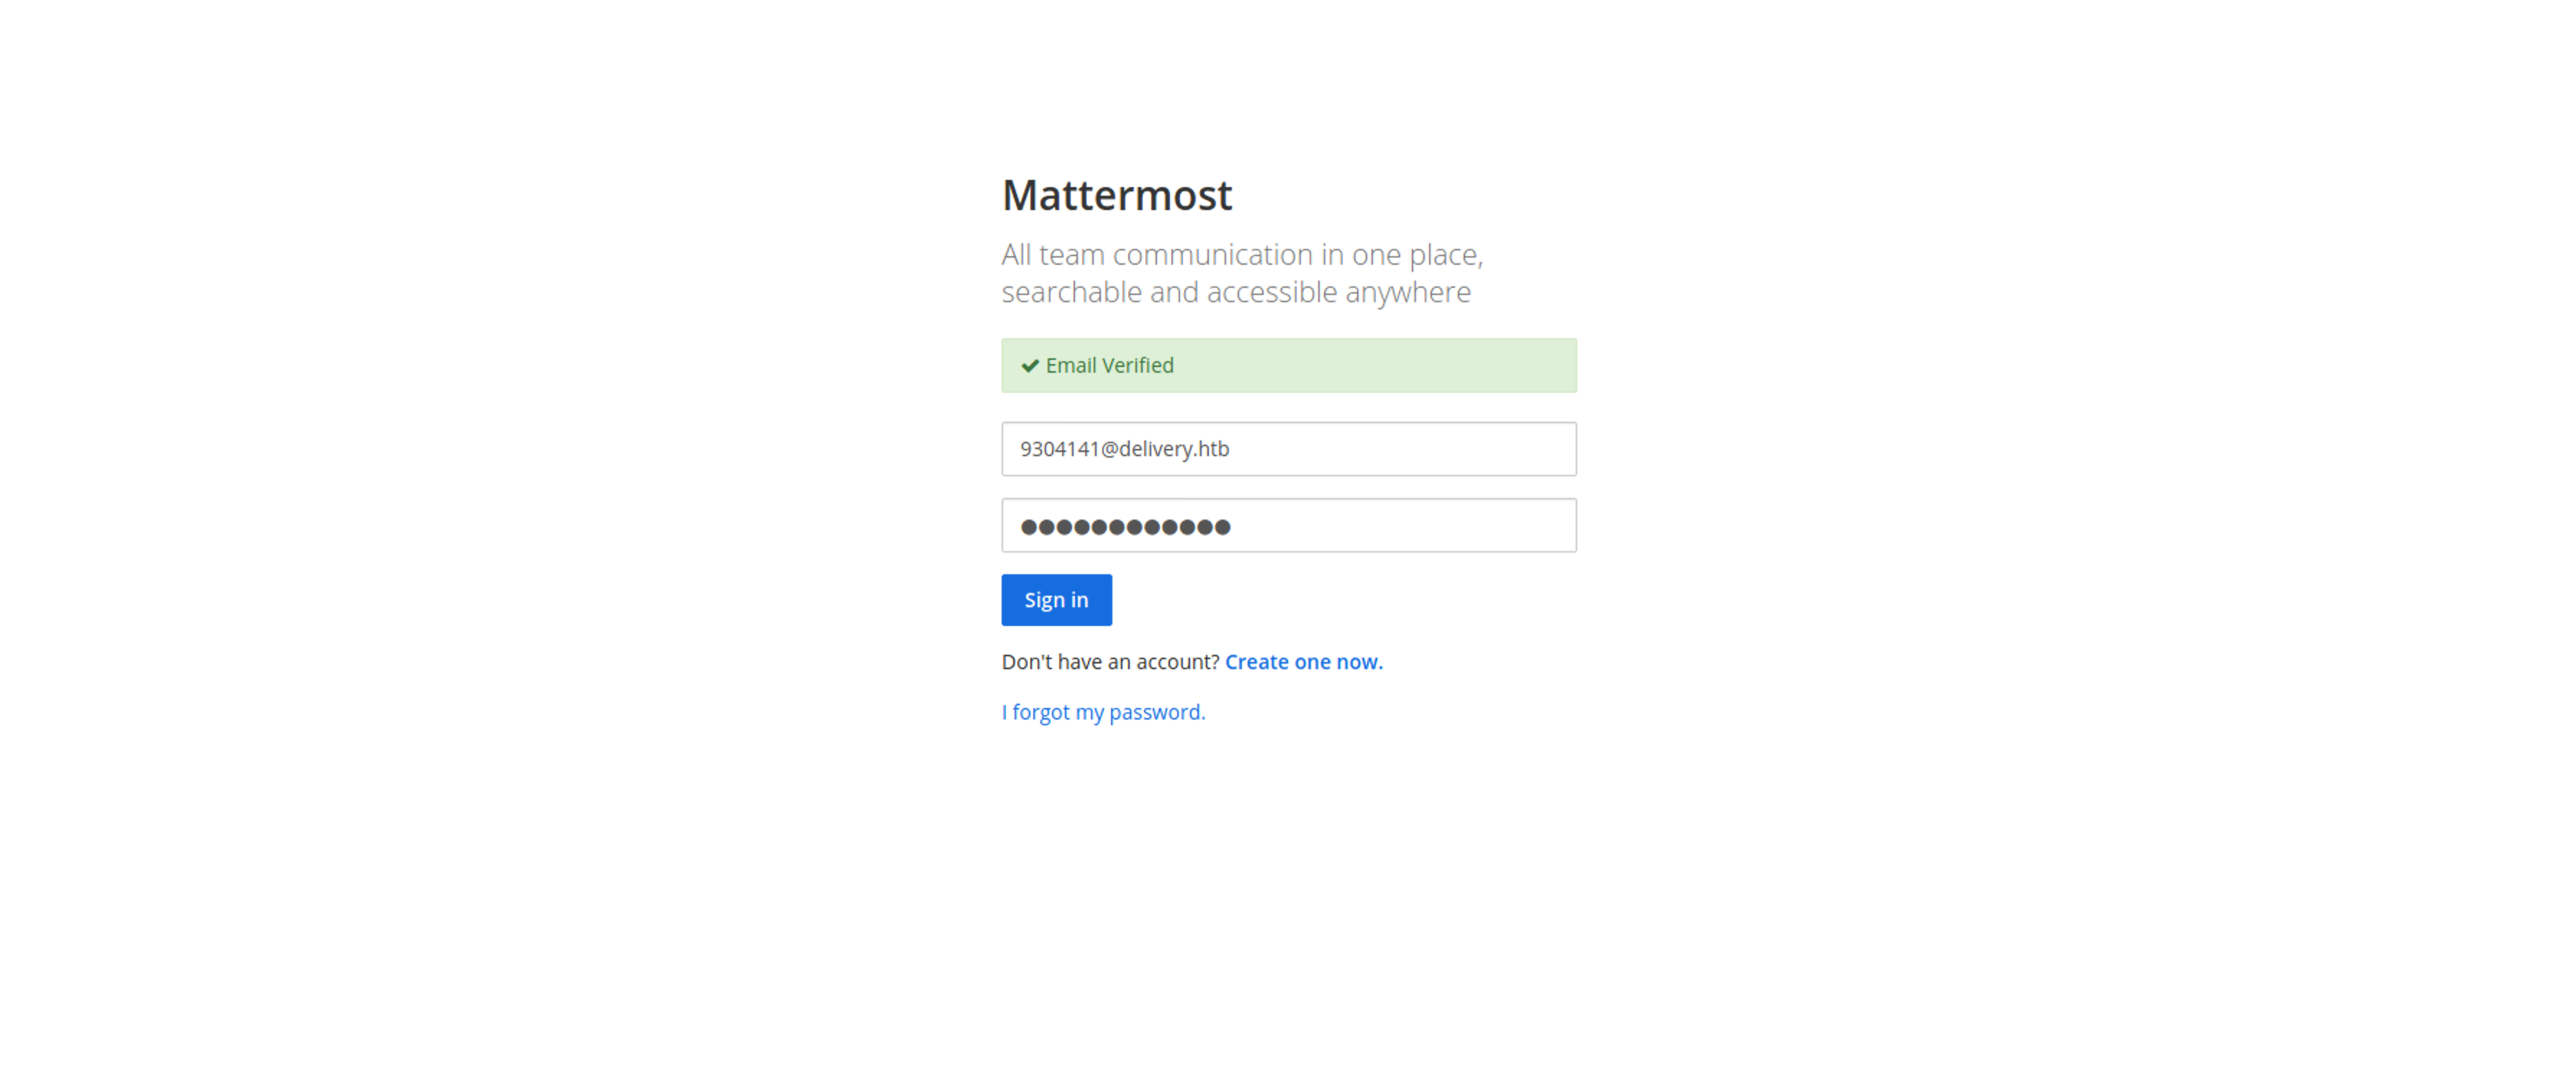 Mattermost
All team communication in one place,
searchable and accessible anywhere
✔ Email Verified
9304141@delivery.htb
●●●●●●●●●●●●
Sign in
Don't have an account? Create one now.
I forgot my password.